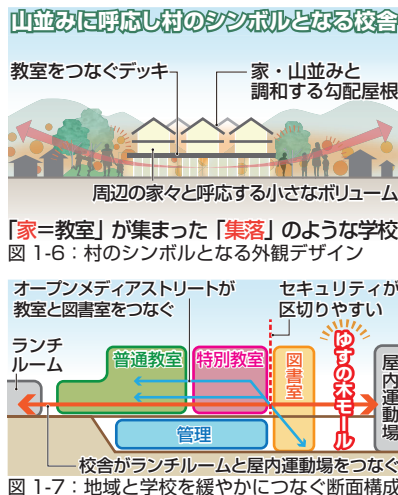 山並みに呼応し村のシンボルとなる校舎
教室をつなぐデッキ
家・山並みと
調和する勾配屋根
周辺の家々と呼応する小さなボリューム
「家=教室」が集まった「集落」のような学校
図 1-6：村のシンボルとなる外観デザイン
オープンメディアストリートが
教室と図書室をつなぐ
セキュリティが
区切りやすい
ランチ
ルーム
普通教室
特別教室
図書室
ゆずの木モール
屋内運動場
管理
校舎がランチルームと屋内運動場をつなぐ
図 1-7：地域と学校を緩やかにつなぐ断面構成